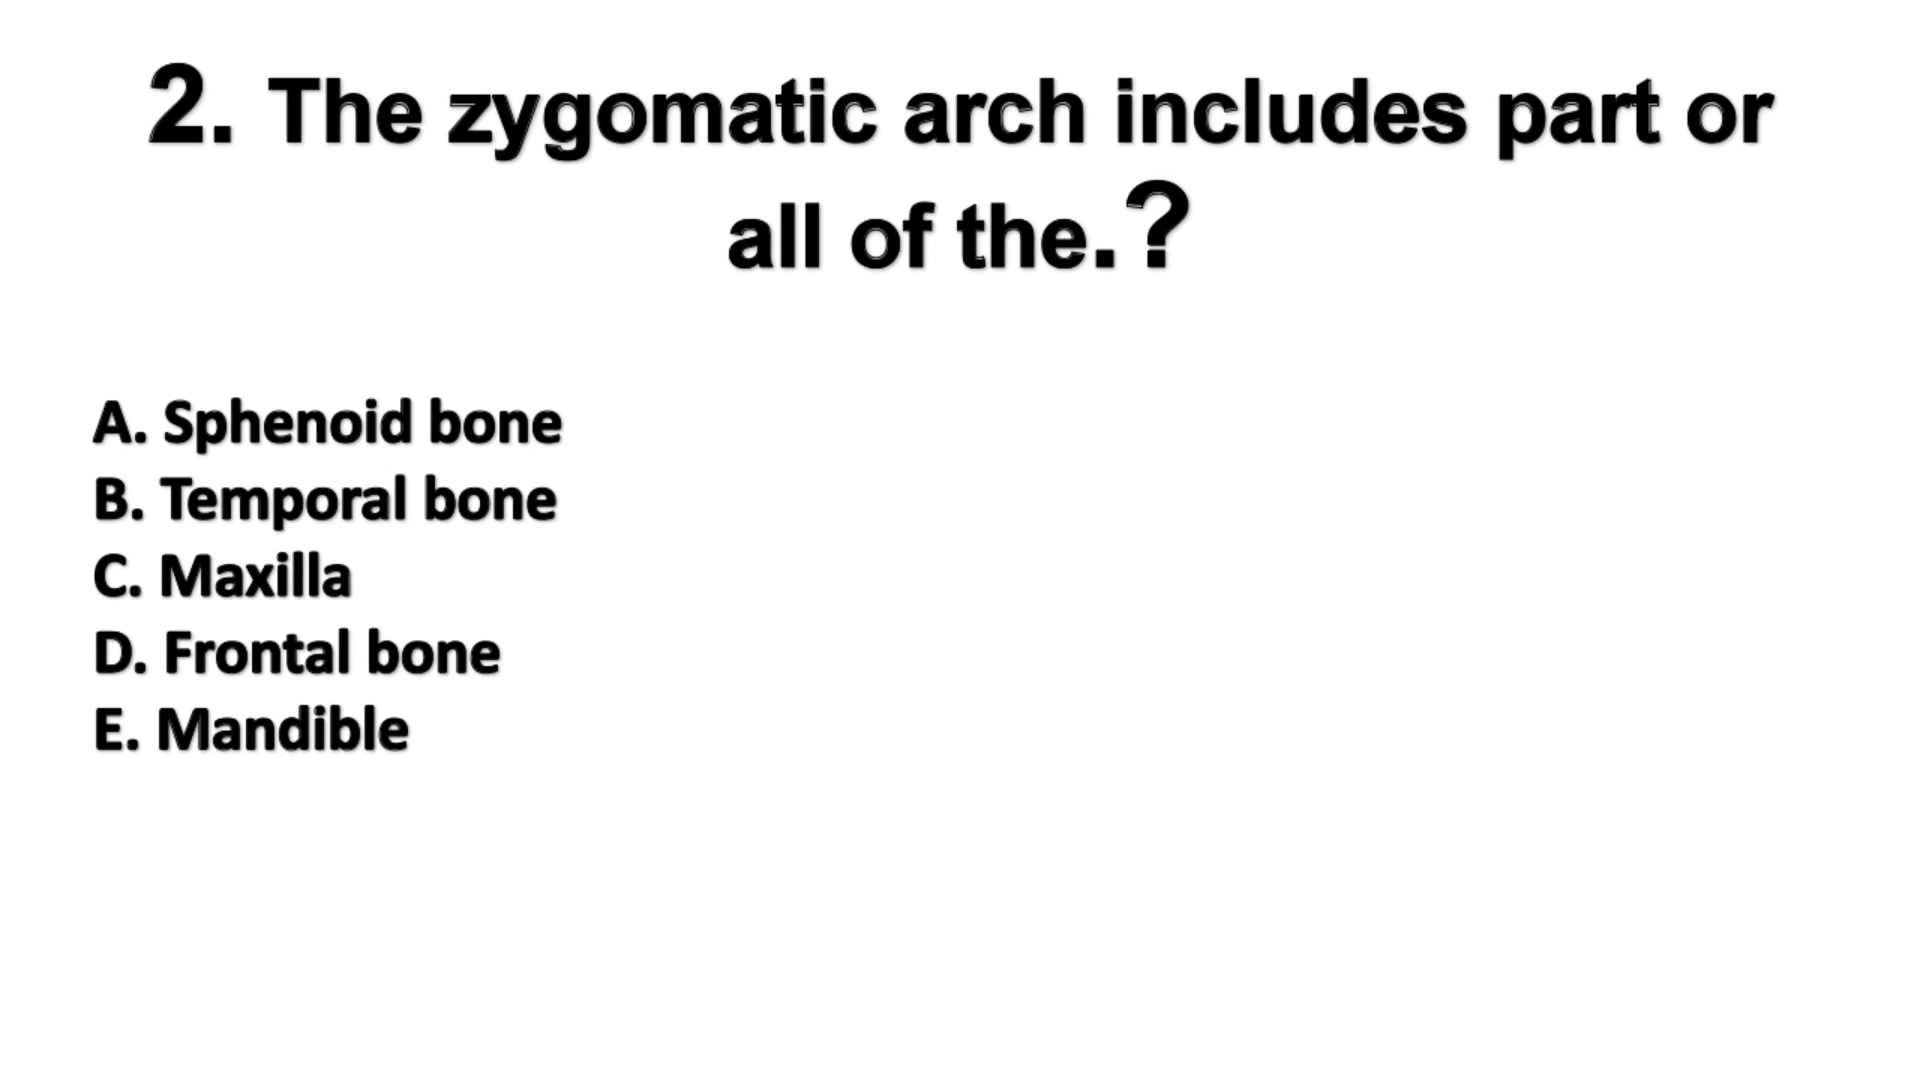 2. The zygomatic arch includes part or
all of the.?
A. Sphenoid bone
B. Temporal bone
C. Maxilla
D. Frontal bone
E. Mandible